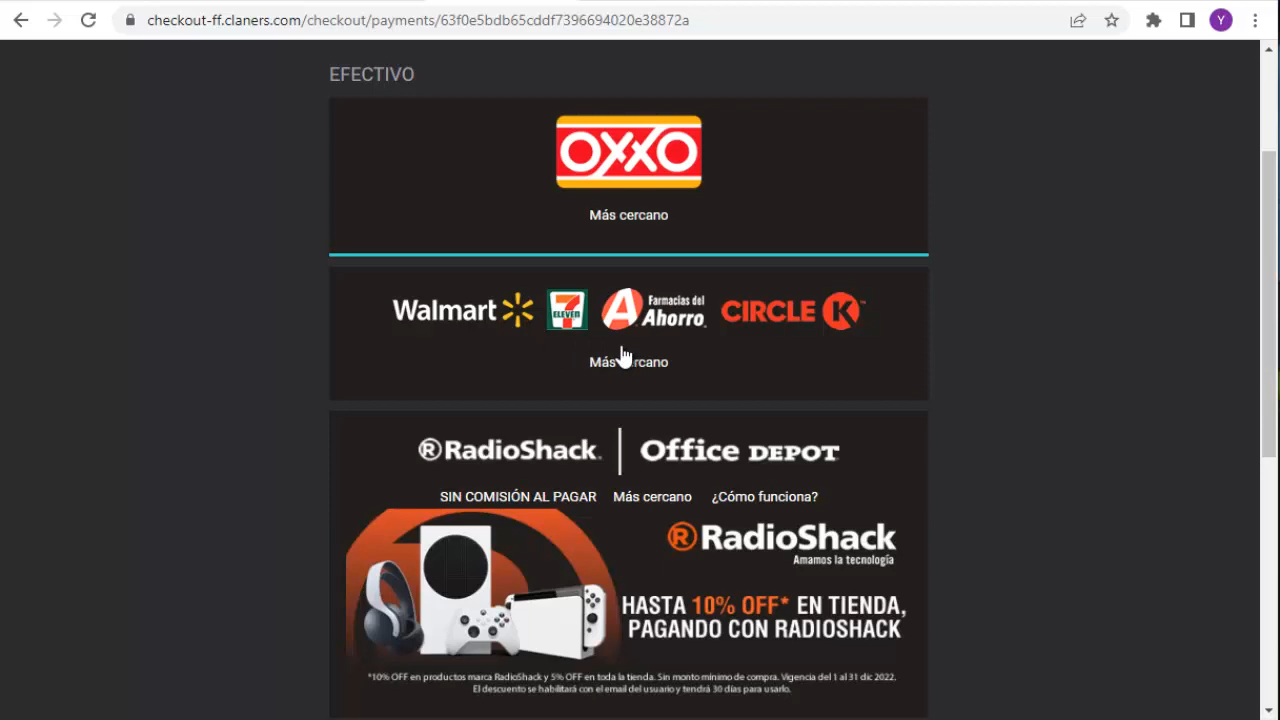 checkout-ff.claners.com/checkout/payments/63f0e5bdb65cddf7396694020e38872a
Y
EFECTIVO
OXXO
Más cercano
Walmart 7 ELEVEN A Farmacias del Ahorro. CIRCLE K
Más cercano
RadioShack. Office DEPOT
SIN COMISIÓN AL PAGAR Más cercano ¿Cómo funciona?
RadioShack
Amamos la tecnología
HASTA 10% OFF* EN TIENDA,
PAGANDO CON RADIOSHACK
*10% OFF en productos marca RadioShack y 5% OFF en toda la tienda. Sin monto mínimo de compra. Vigencia del 1 al 31 dic 2022.
El descuento se habilitará con el email del usuario y tendrá 30 días para usarlo.